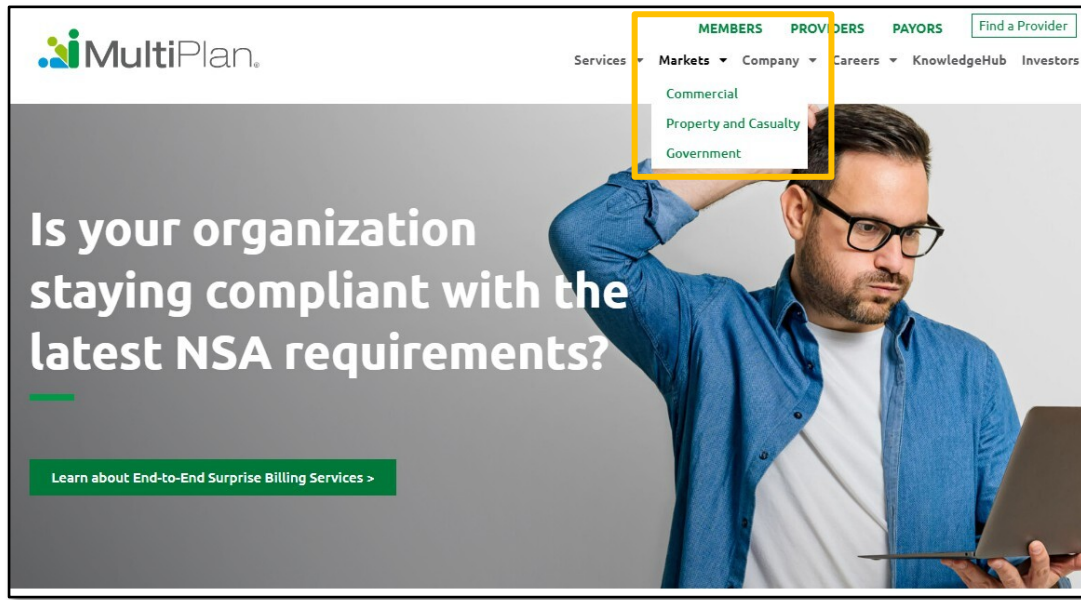 MultiPlan.
MEMBERS PROVIDERS PAYORS Find a Provider
Services Markets Company Careers KnowledgeHub Investors
Commercial
Property and Casualty
Government
Is your organization
staying compliant with the
latest NSA requirements?
Learn about End-to-End Surprise Billing Services >